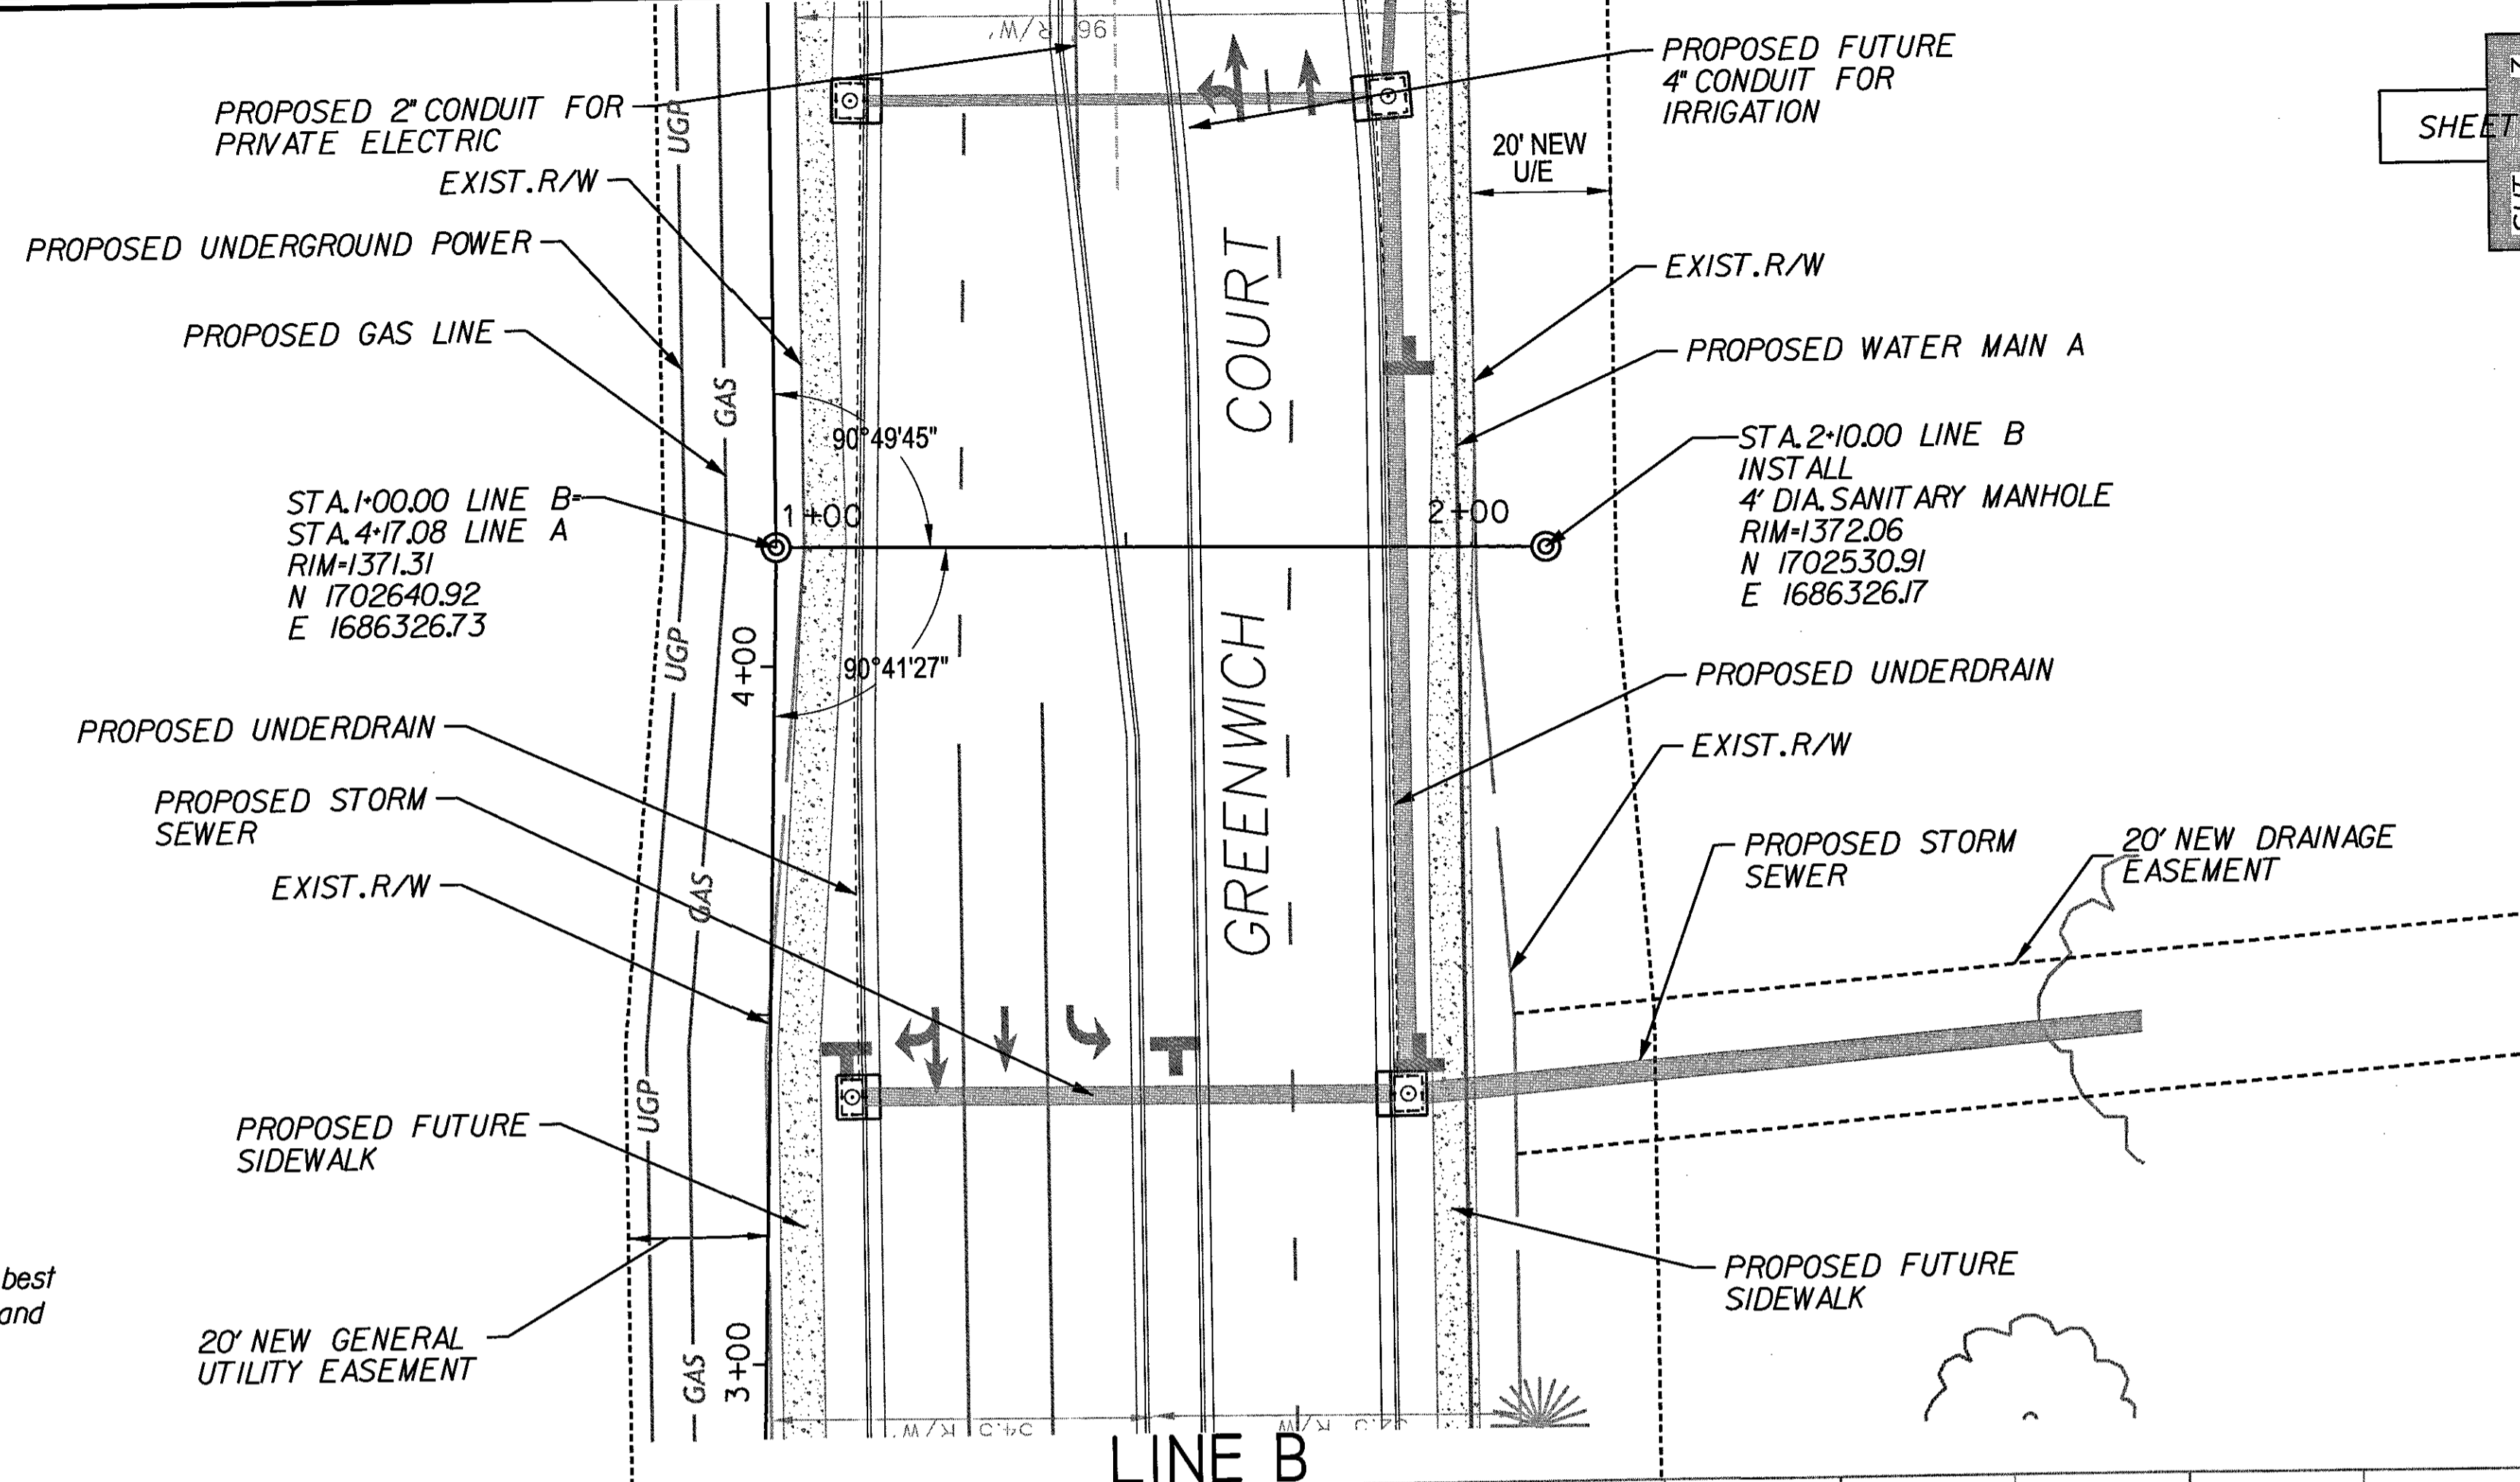 96' R/W
PROPOSED 2" CONDUIT FOR
PRIVATE ELECTRIC
EXIST. R/W
PROPOSED UNDERGROUND POWER
PROPOSED GAS LINE
STA. 1+00.00 LINE B=
STA. 4+17.08 LINE A
RIM=1371.31
N 1702640.92
E 1686326.73
PROPOSED UNDERDRAIN
PROPOSED STORM
SEWER
EXIST. R/W
PROPOSED FUTURE
SIDEWALK
20' NEW GENERAL
UTILITY EASEMENT
best
and
UGP
GAS
UGP
GAS
UGP
GAS
4+00
3+00
1+00
2+00
90°49'45"
90°41'27"
GREENWICH COURT
PROPOSED FUTURE
4" CONDUIT FOR
IRRIGATION
20' NEW
U/E
EXIST. R/W
PROPOSED WATER MAIN A
STA. 2+10.00 LINE B
INSTALL
4' DIA. SANITARY MANHOLE
RIM=1372.06
N 1702530.91
E 1686326.17
PROPOSED UNDERDRAIN
EXIST. R/W
PROPOSED STORM
SEWER
20' NEW DRAINAGE
EASEMENT
PROPOSED FUTURE
SIDEWALK
SHEET
R/W
R/W
LINE B